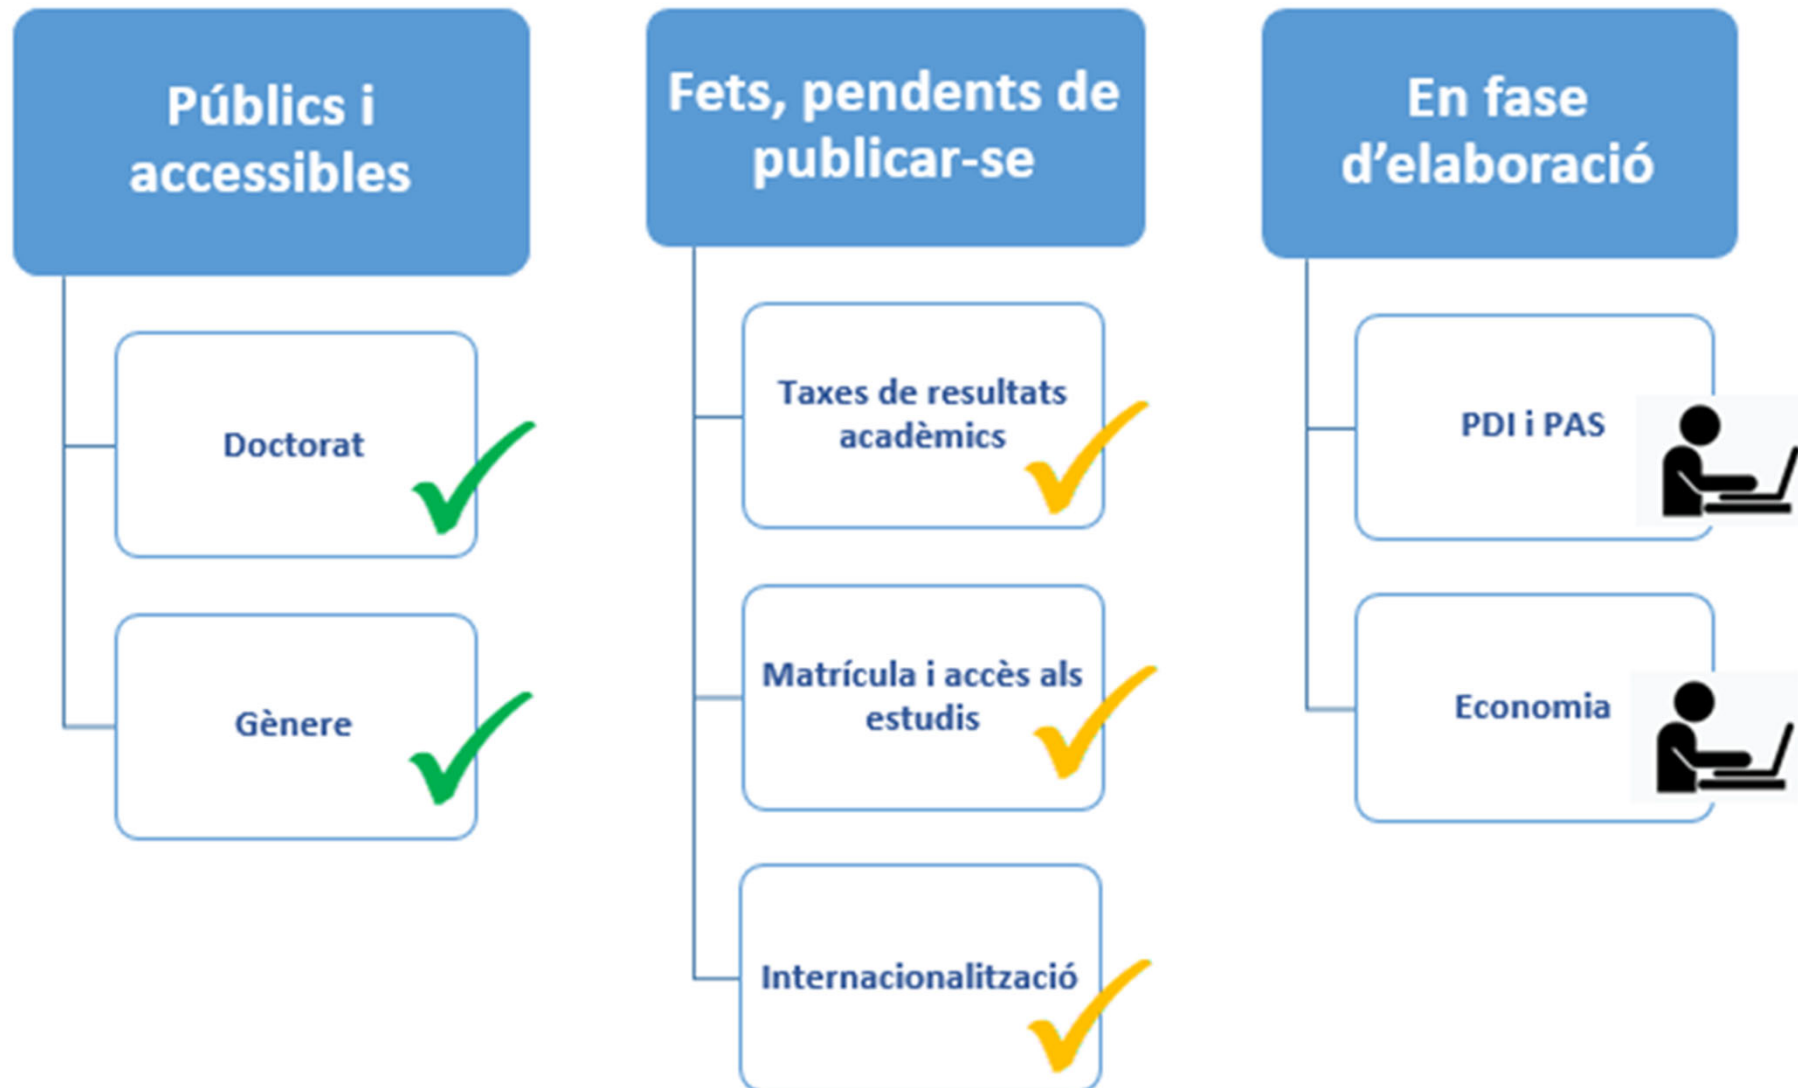 Públics i
accessibles
Doctorat
Gènere
Fets, pendents de
publicar-se
Taxes de resultats
acadèmics
Matrícula i accès als
estudis
Internacionalització
En fase
d’elaboració
PDI i PAS
Economia